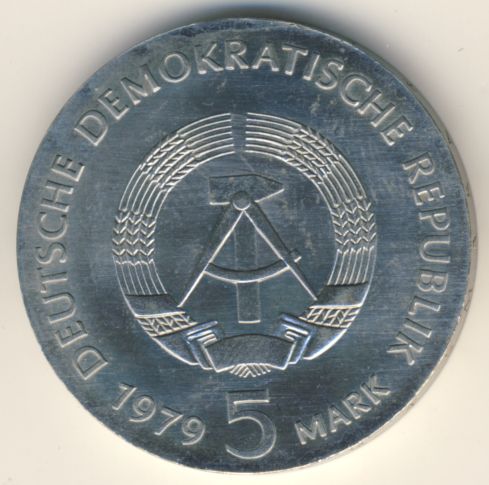 DEUTSCHE DEMOKRATISCHE REPUBLIK
1979 5 MARK